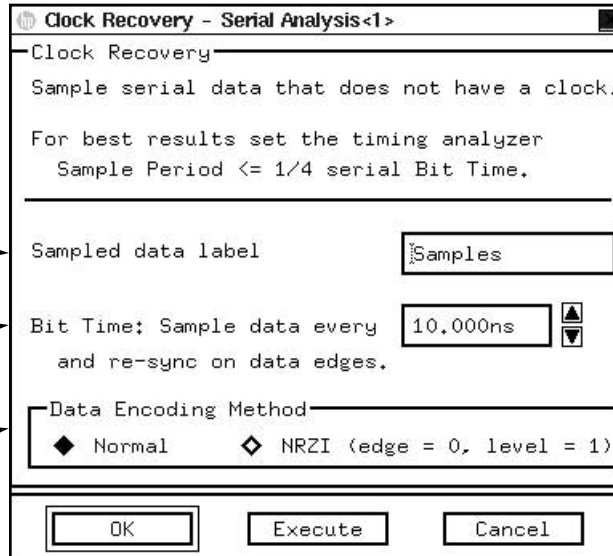 hp Clock Recovery - Serial Analysis<1>
Clock Recovery
Sample serial data that does not have a clock.
For best results set the timing analyzer
Sample Period <= 1/4 serial Bit Time.
Sampled data label Samples
Bit Time: Sample data every 10.000ns
and re-sync on data edges.
Data Encoding Method
Normal NRZI (edge = 0, level = 1)
OK Execute Cancel